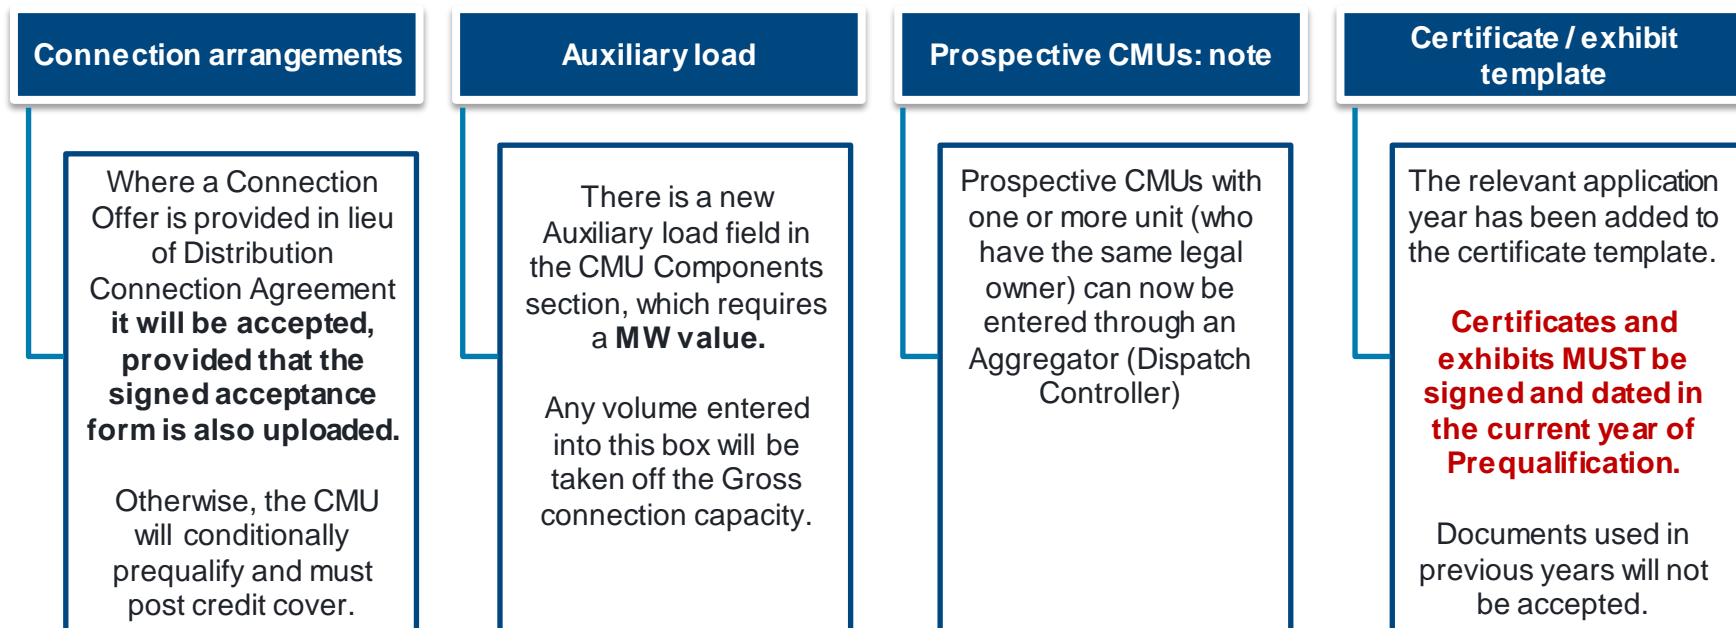 Connection arrangements
Where a Connection
Offer is provided in lieu
of Distribution
Connection Agreement
it will be accepted,
provided that the
signed acceptance
form is also uploaded.
Otherwise, the CMU
will conditionally
prequalify and must
post credit cover.
Auxiliary load
There is a new
Auxiliary load field in
the CMU Components
section, which requires
a MW value.
Any volume entered
into this box will be
taken off the Gross
connection capacity.
Prospective CMUs: note
Prospective CMUs with
one or more unit (who
have the same legal
owner) can now be
entered through an
Aggregator (Dispatch
Controller)
Certificate / exhibit
template
The relevant application
year has been added to
the certificate template.
Certificates and
exhibits MUST be
signed and dated in
the current year of
Prequalification.
Documents used in
previous years will not
be accepted.